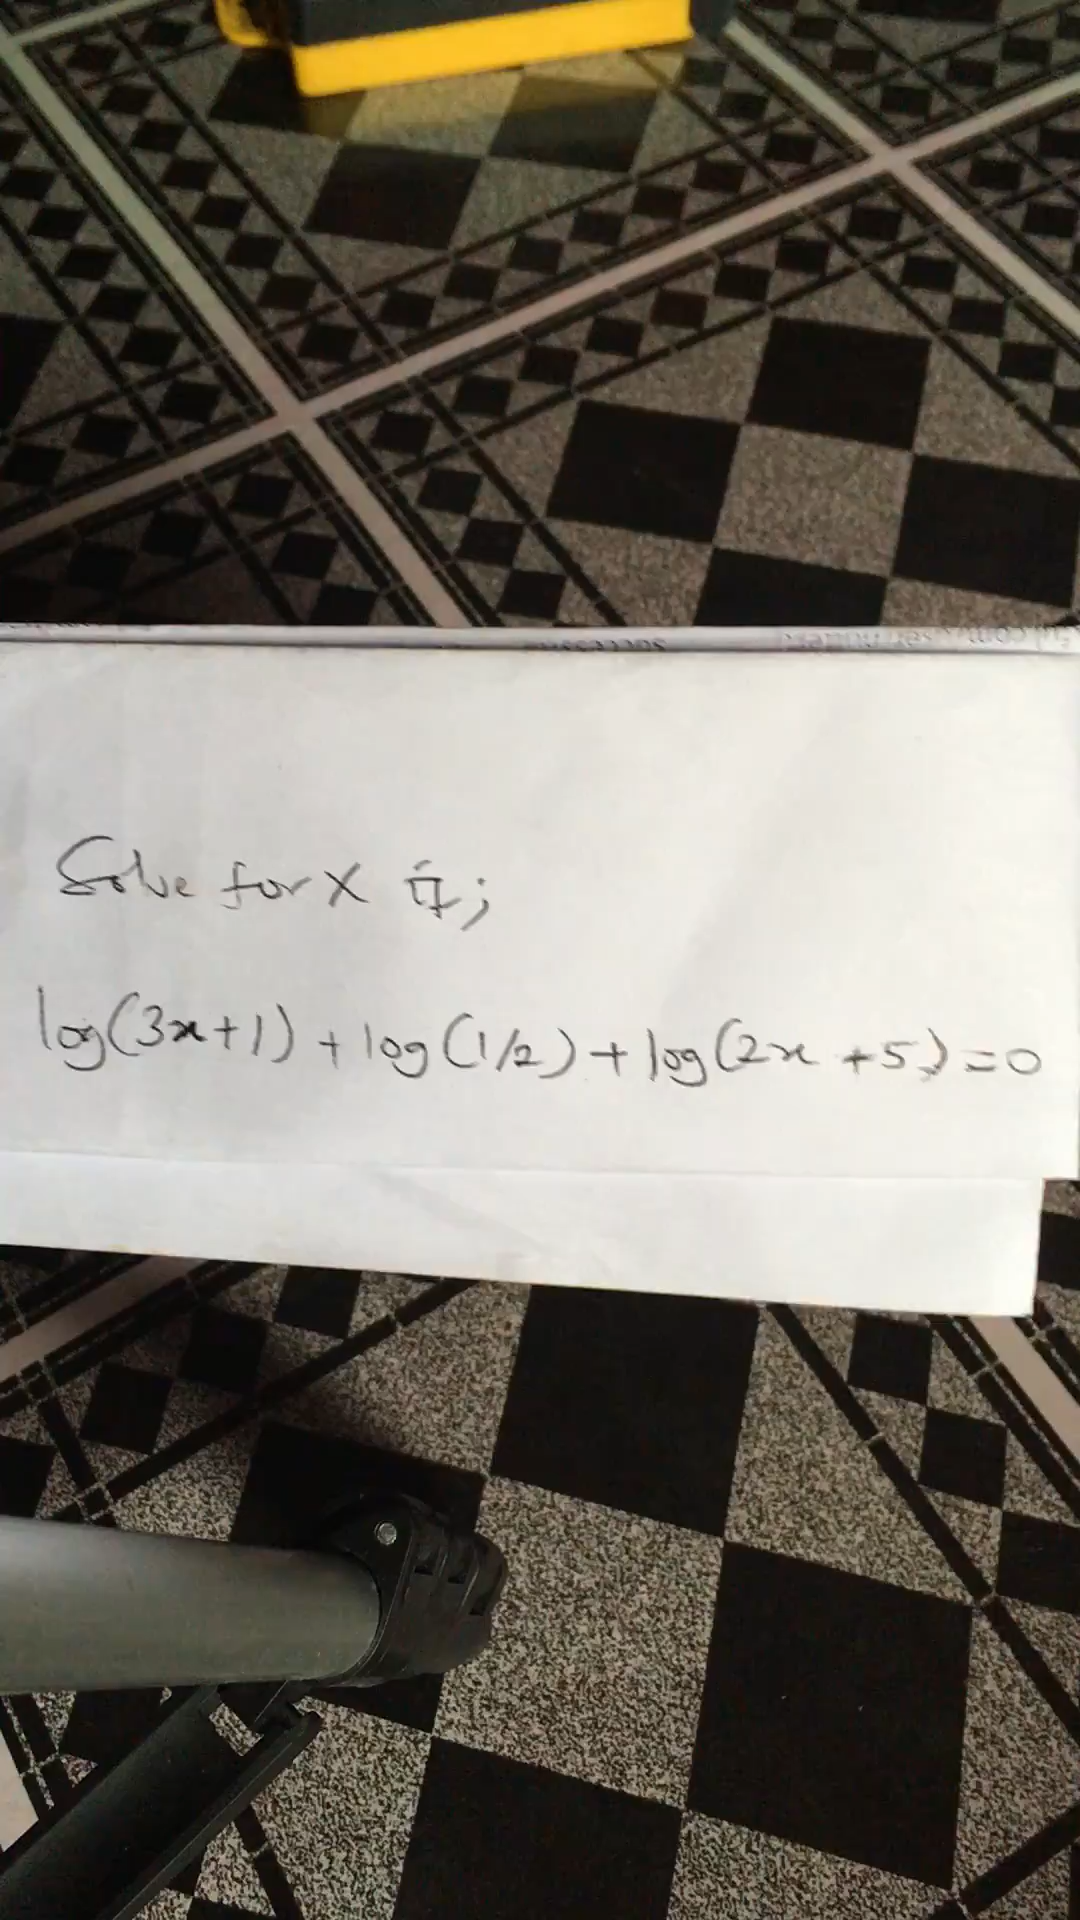 Solve for X if;
log(3x+1) + log(1/2) + log(2x +5) = 0